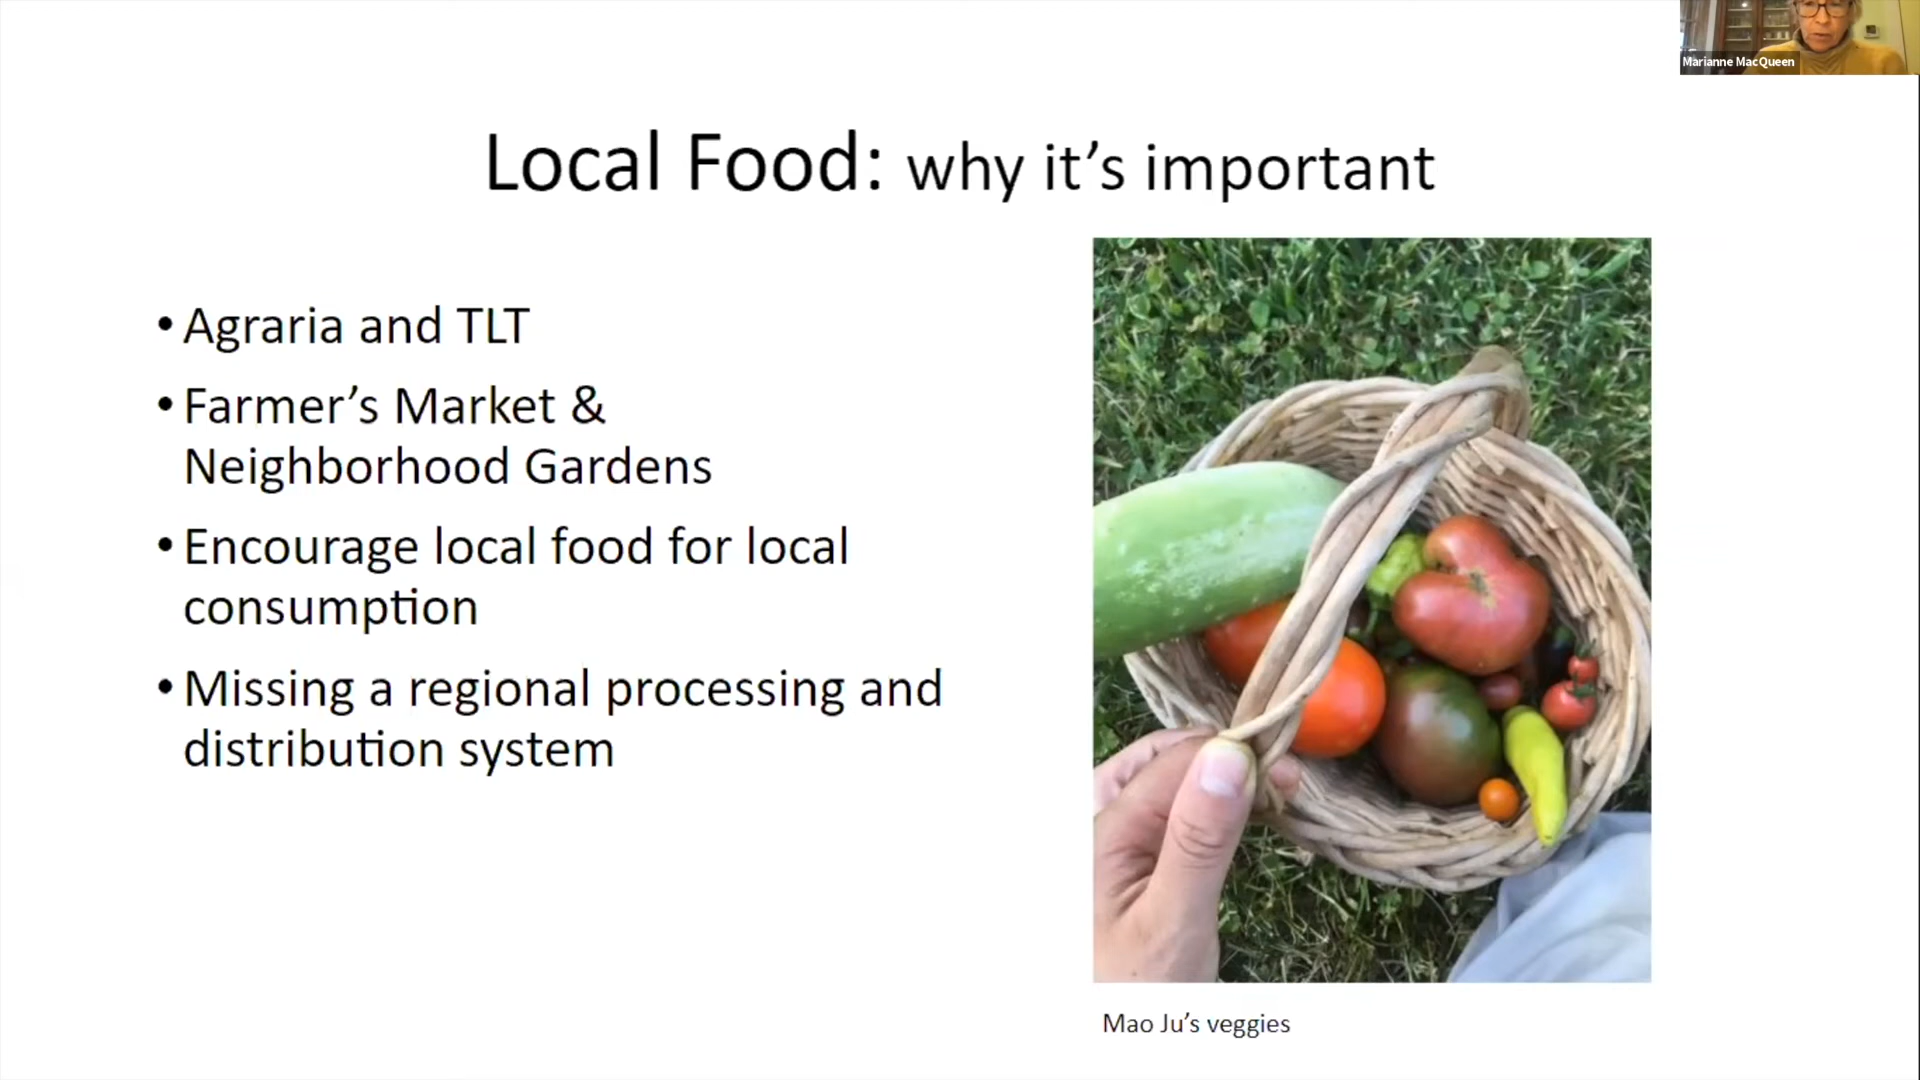 Marianne MacQueen
Local Food: why it’s important
• Agraria and TLT
• Farmer’s Market &
Neighborhood Gardens
• Encourage local food for local
consumption
• Missing a regional processing and
distribution system
Mao Ju’s veggies